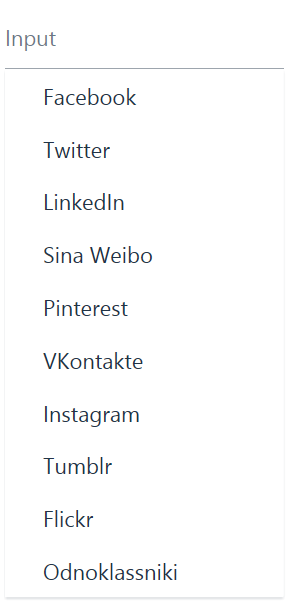 Input
Facebook
Twitter
LinkedIn
Sina Weibo
Pinterest
VKontakte
Instagram
Tumblr
Flickr
Odnoklassniki